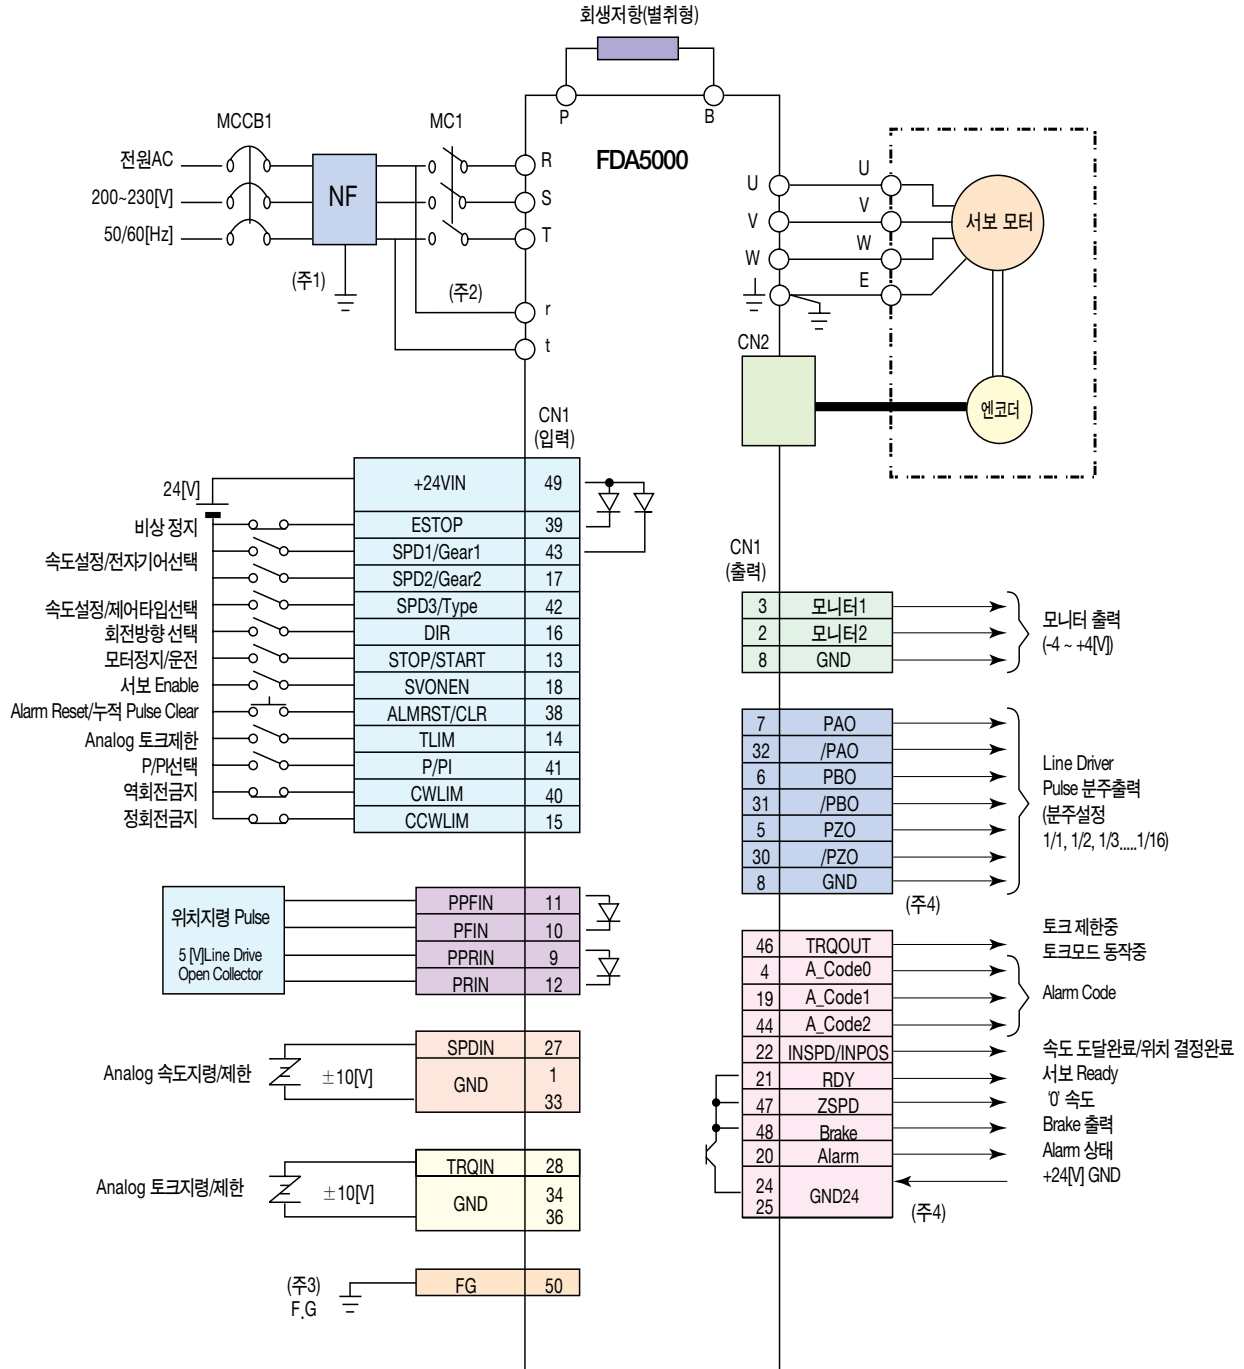 회생저항(별취형)
P
B
MCCB1
MC1
FDA5000
전원AC
200~230[V]
50/60[Hz]
NF
R
S
T
(주1)
(주2)
r
t
U
V
W
U
V
W
E
서보 모터
CN2
엔코더
CN1
(입력)
24[V]
+24VIN 49
비상 정지 ESTOP 39
속도설정/전자기어선택
SPD1/Gear1 43
SPD2/Gear2 17
속도설정/제어타입선택 SPD3/Type 42
회전방향 선택 DIR 16
모터정지/운전 STOP/START 13
서보 Enable SVONEN 18
Alarm Reset/누적 Pulse Clear ALMRST/CLR 38
Analog 토크제한 TLIM 14
P/PI선택 P/PI 41
역회전금지 CWLIM 40
정회전금지 CCWLIM 15
위치지령 Pulse
5 [V]Line Drive
Open Collector
PPFIN 11
PFIN 10
PPRIN 9
PRIN 12
Analog 속도지령/제한
±10[V]
SPDIN 27
GND 1
33
Analog 토크지령/제한
±10[V]
TRQIN 28
GND 34
36
(주3)
F.G
FG 50
CN1
(출력)
3 모니터1
2 모니터2
8 GND
모니터 출력
(-4 ~ +4[V])
7 PAO
32 /PAO
6 PBO
31 /PBO
5 PZO
30 /PZO
8 GND
Line Driver
Pulse 분주출력
(분주설정
1/1, 1/2, 1/3.....1/16)
(주4)
46 TRQOUT
토크 제한중
토크모드 동작중
4 A_Code0
19 A_Code1
44 A_Code2
Alarm Code
22 INSPD/INPOS 속도 도달완료/위치 결정완료
21 RDY 서보 Ready
47 ZSPD '0' 속도
48 Brake Brake 출력
20 Alarm Alarm 상태
24
25
GND24
+24[V] GND
(주4)